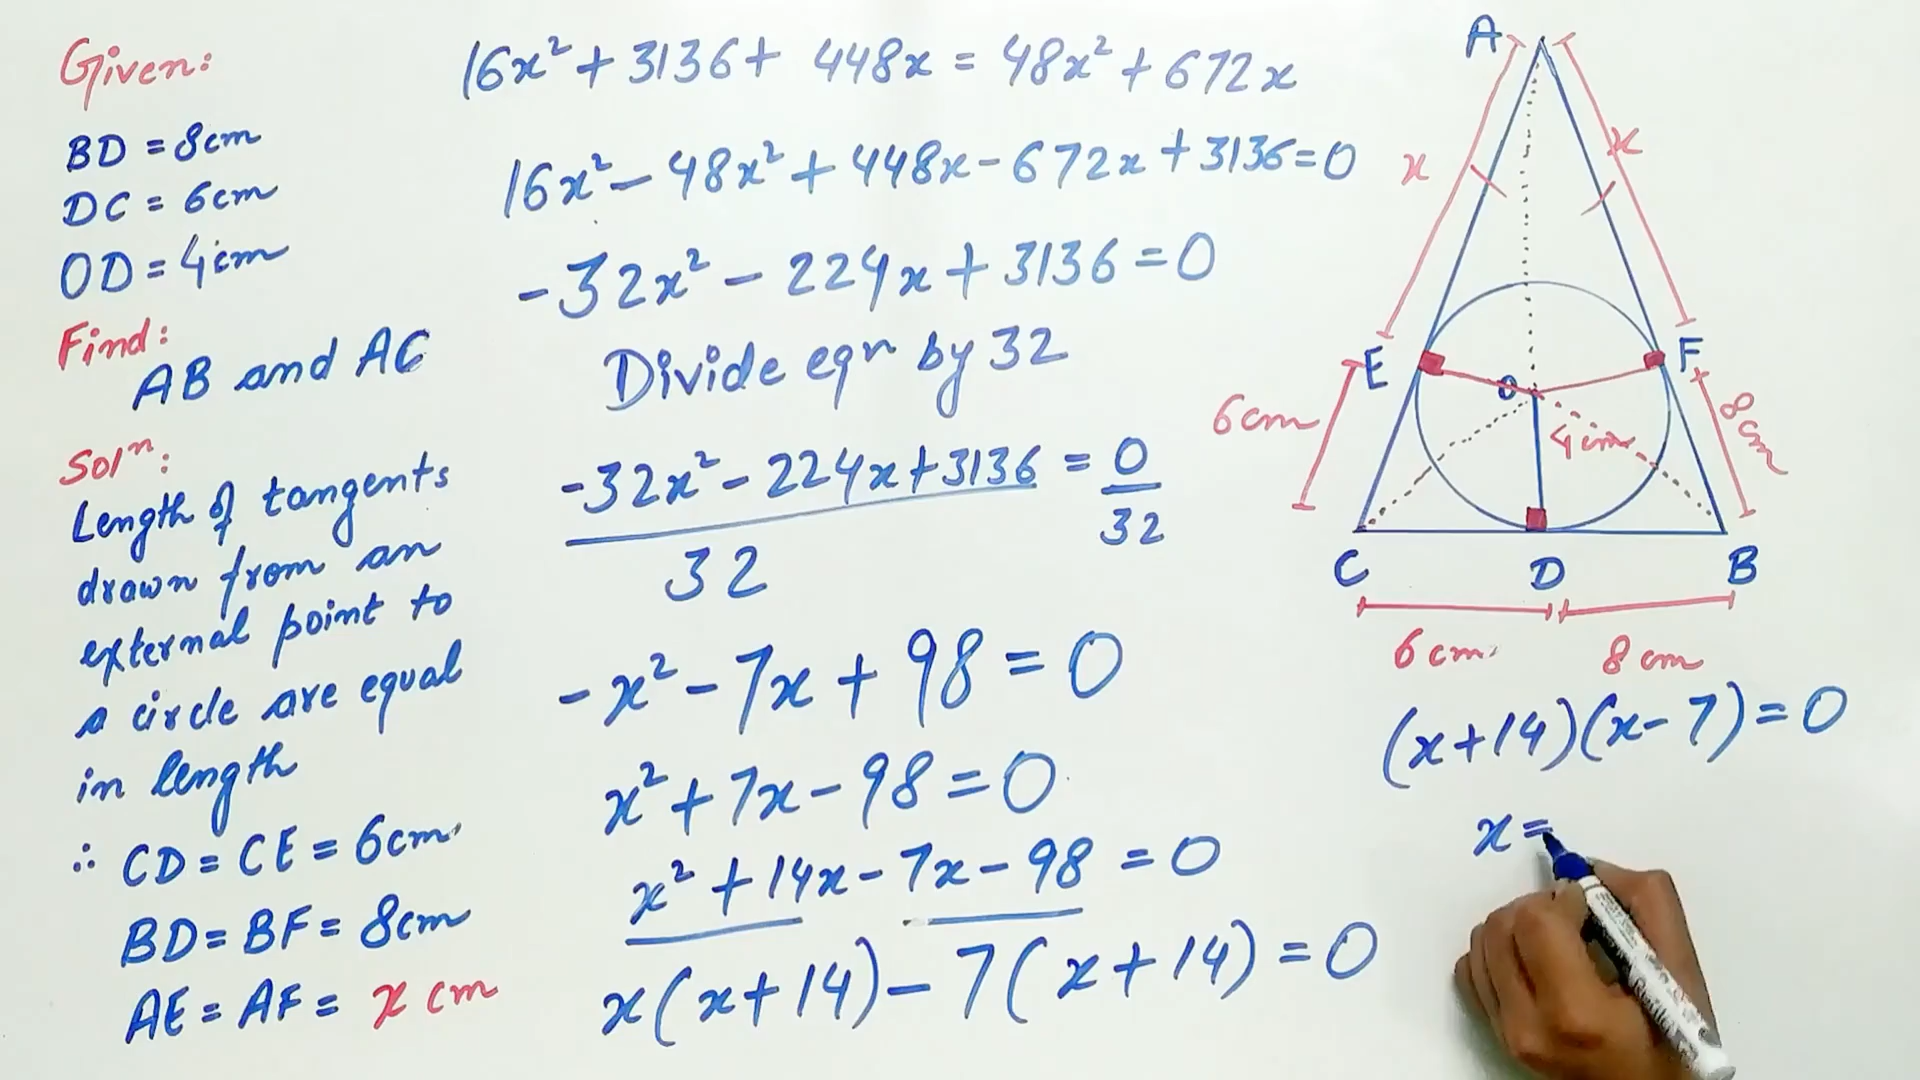 Given:
BD = 8cm
DC = 6cm
OD = 4cm
Find:
AB and AC
Solⁿ:
Length of tangents
drawn from an
external point to
a circle are equal
in length
∴ CD = CE = 6cm
BD = BF = 8cm
AE = AF = x cm
16x² + 3136 + 448x = 48x² + 672x
16x² - 48x² + 448x - 672x + 3136 = 0
-32x² - 224x + 3136 = 0
Divide eqn by 32
-32x² - 224x + 3136 = 0
32 32
-x² - 7x + 98 = 0
x² + 7x - 98 = 0
x² + 14x - 7x - 98 = 0
x(x+14) - 7(x+14) = 0
A
x x
E F
O
6cm 4cm 8cm
C D B
6cm 8cm
(x+14)(x-7) = 0
x =